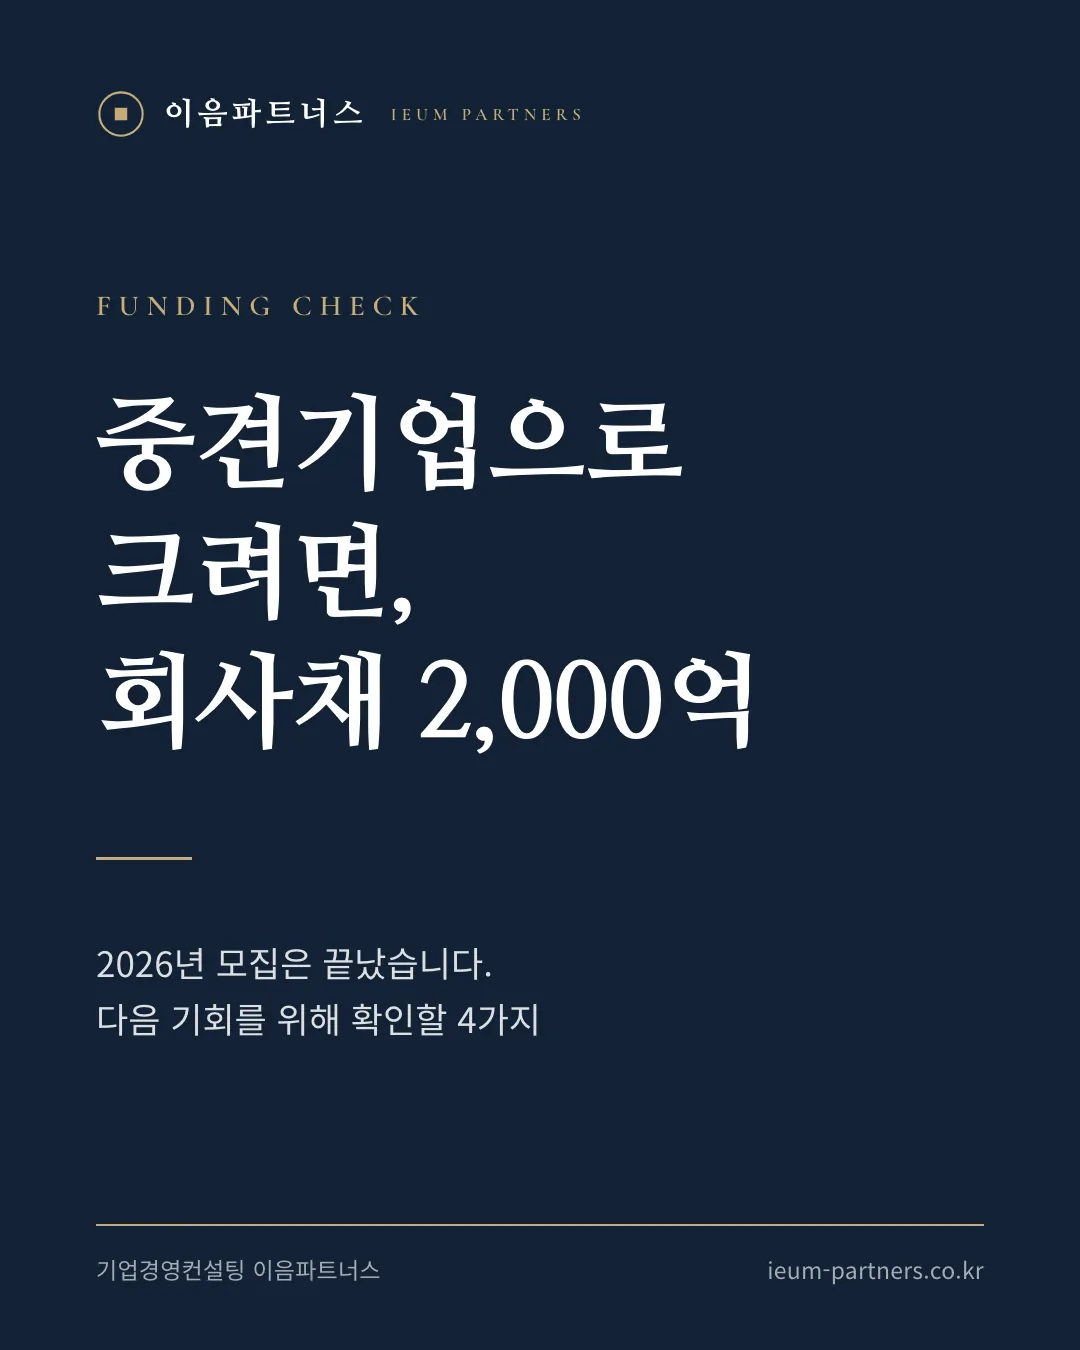 이음파트너스 IEUM PARTNERS
FUNDING CHECK
중견기업으로
크려면,
회사채 2,000억
2026년 모집은 끝났습니다.
다음 기회를 위해 확인할 4가지
기업경영컨설팅 이음파트너스
ieum-partners.co.kr